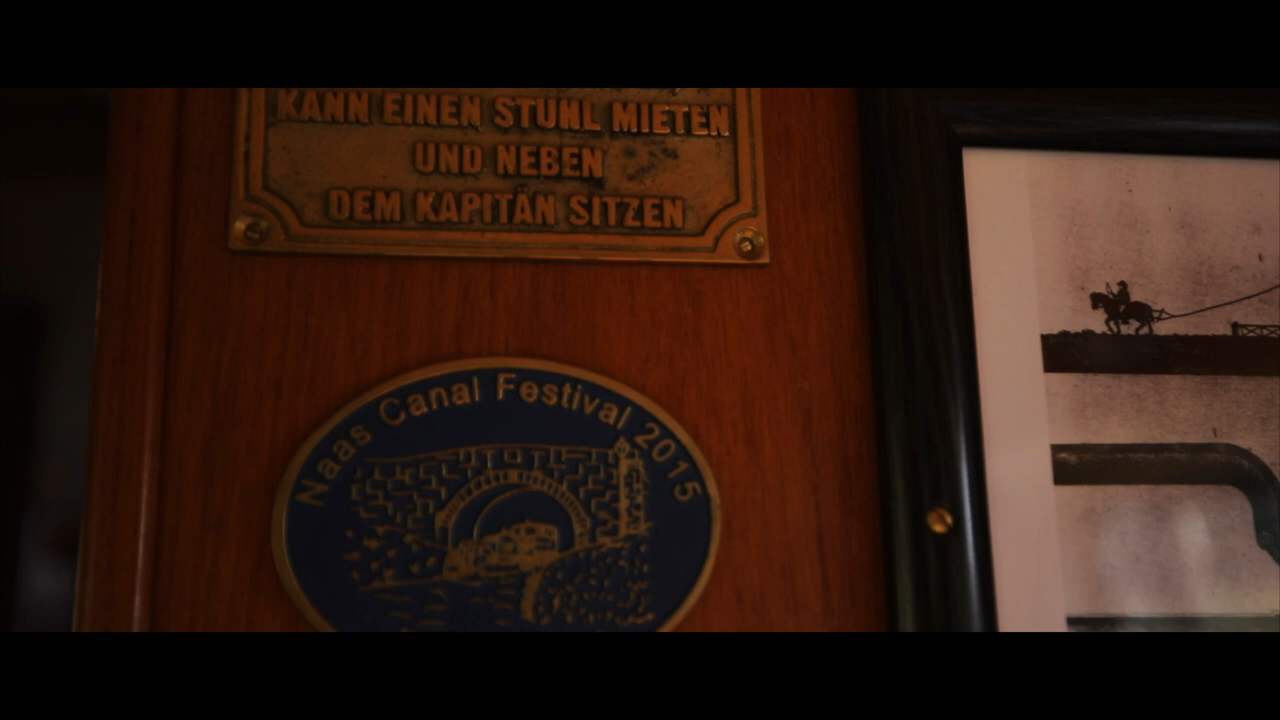 KANN EINEN STUHL MIETEN
UND NEBEN
DEM KAPITÄN SITZEN
Naas Canal Festival 2015